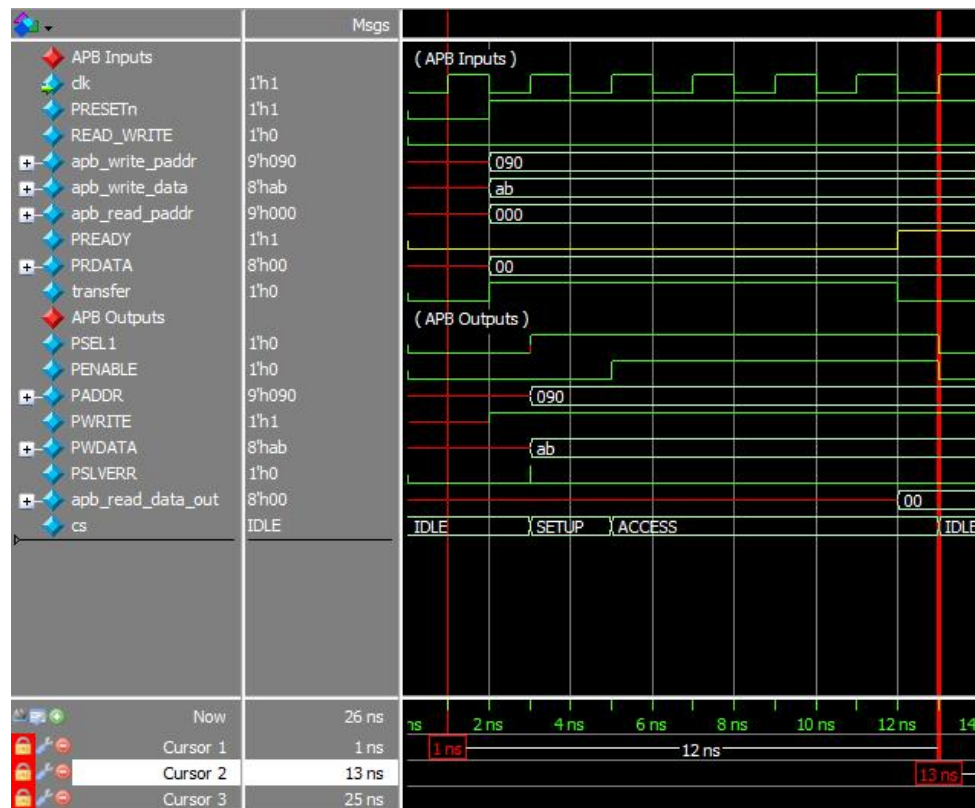 Msgs
APB Inputs ( APB Inputs )
clk 1'h1
PRESETn 1'h1
READ_WRITE 1'h0
apb_write_paddr 9'h090 090
apb_write_data 8'hab ab
apb_read_paddr 9'h000 000
PREADY 1'h1
PRDATA 8'h00 00
transfer 1'h0
APB Outputs ( APB Outputs )
PSEL1 1'h0
PENABLE 1'h0
PADDR 9'h090 090
PWRITE 1'h1
PWDATA 8'hab ab
PSLVERR 1'h0
apb_read_data_out 8'h00 00
cs IDLE IDLE SETUP ACCESS IDLE
Now 26 ns ns 2 ns 4 ns 6 ns 8 ns 10 ns 12 ns 14
Cursor 1 1 ns 1 ns 12 ns
Cursor 2 13 ns 13 ns
Cursor 3 25 ns